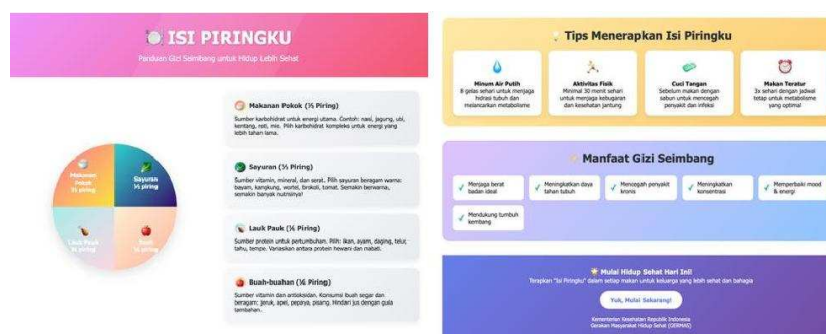 ISI PIRINGKU
Panduan Gizi Seimbang untuk Hidup Lebih Sehat
Makanan
Pokok
⅓ piring
Sayuran
⅓ piring
Lauk Pauk
⅙ piring
Buah
⅙ piring
Makanan Pokok (⅓ Piring)
Sumber karbohidrat untuk energi utama. Contoh: nasi, jagung, ubi,
kentang, roti, mie. Pilih karbohidrat kompleks untuk energi yang
lebih tahan lama.
Sayuran (⅓ Piring)
Sumber vitamin, mineral, dan serat. Pilih sayuran beragam warna:
bayam, kangkung, wortel, brokoli, tomat. Semakin berwarna,
semakin banyak nutrisinya!
Lauk Pauk (⅙ Piring)
Sumber protein untuk pertumbuhan. Pilih: ikan, ayam, daging, telur,
tahu, tempe. Variasikan antara protein hewani dan nabati.
Buah-buahan (⅙ Piring)
Sumber vitamin dan antioksidan. Konsumsi buah segar dan
beragam: jeruk, apel, pepaya, pisang. Hindari jus dengan gula
tambahan.
Tips Menerapkan Isi Piringku
Minum Air Putih
8 gelas sehari untuk menjaga
hidrasi tubuh dan
melancarkan metabolisme
Aktivitas Fisik
Minimal 30 menit sehari
untuk menjaga kebugaran
dan kesehatan jantung
Cuci Tangan
Sebelum makan dengan
sabun untuk mencegah
penyakit dan infeksi
Makan Teratur
3x sehari dengan jadwal
tetap untuk metabolisme
yang optimal
Manfaat Gizi Seimbang
✓ Menjaga berat
badan ideal
✓ Meningkatkan daya
tahan tubuh
✓ Mencegah penyakit
kronis
✓ Meningkatkan
konsentrasi
✓ Memperbaiki mood
& energi
✓ Mendukung tumbuh
kembang
Mulai Hidup Sehat Hari Ini!
Terapkan "Isi Piringku" dalam setiap makan untuk keluarga yang lebih sehat dan bahagia
Yuk, Mulai Sekarang!
Kementerian Kesehatan Republik Indonesia
Gerakan Masyarakat Hidup Sehat (GERMAS)